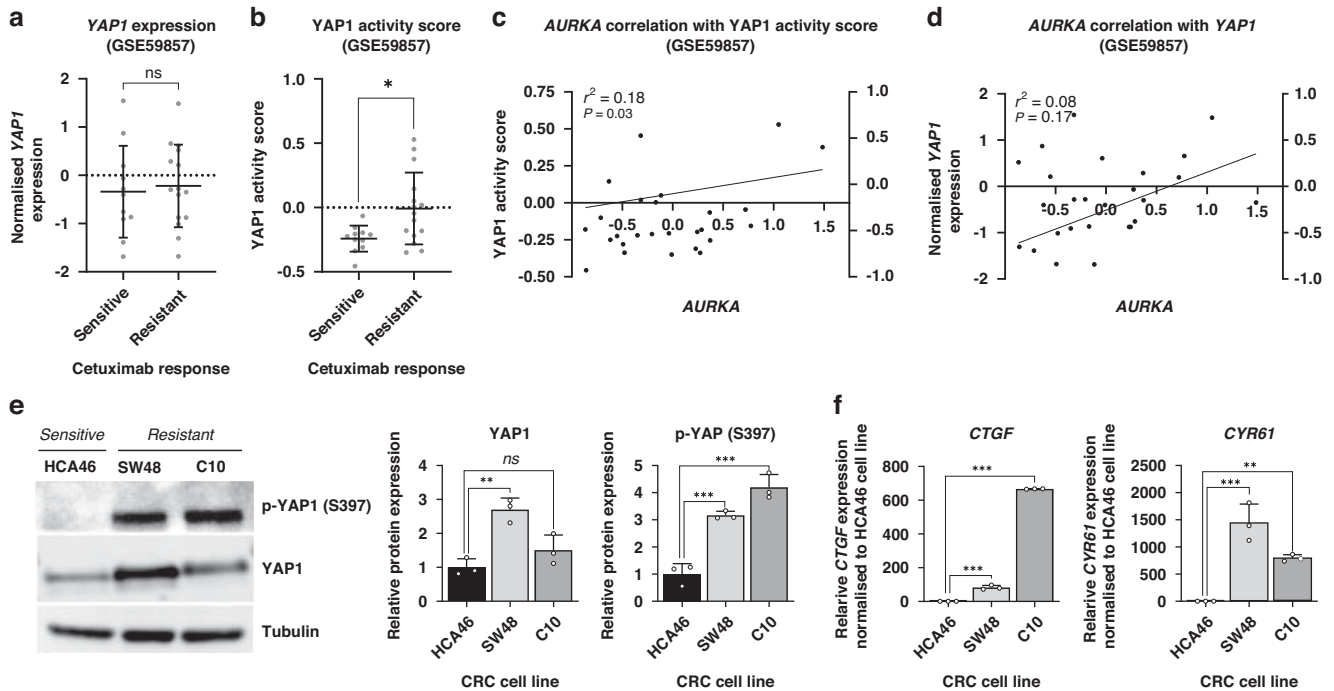 a
YAP1 expression
(GSE59857)
ns
2
1
0
-1
-2
Normalised YAP1
expression
Sensitive
Resistant
Cetuximab response
b
YAP1 activity score
(GSE59857)
*
1.0
0.5
0.0
-0.5
YAP1 activity score
Sensitive
Resistant
Cetuximab response
c
AURKA correlation with YAP1 activity score
(GSE59857)
r2 = 0.18
P = 0.03
0.75
0.50
0.25
0.00
-0.25
-0.50
YAP1 activity score
-0.5 0.0 0.5 1.0 1.5
1.0
0.5
0.0
-0.5
-1.0
AURKA
d
AURKA correlation with YAP1
(GSE59857)
r2 = 0.08
P = 0.17
2
1
0
-1
-2
Normalised YAP1
expression
-0.5 0.0 0.5 1.0 1.5
1.0
0.5
0.0
-0.5
-1.0
AURKA
e
Sensitive Resistant
HCA46 SW48 C10
p-YAP1 (S397)
YAP1
Tubulin
YAP1
ns
**
4
3
2
1
0
Relative protein expression
HCA46
SW48
C10
CRC cell line
p-YAP (S397)
***
***
5
4
3
2
1
0
Relative protein expression
HCA46
SW48
C10
CRC cell line
f
CTGF
***
***
800
600
400
200
0
Relarive CTGF expression
normalised to HCA46 cell line
HCA46
SW48
C10
CRC cell line
CYR61
**
***
2500
2000
1500
1000
500
0
Relarive CYR61 expression
normalised to HCA46 cell line
HCA46
SW48
C10
CRC cell line